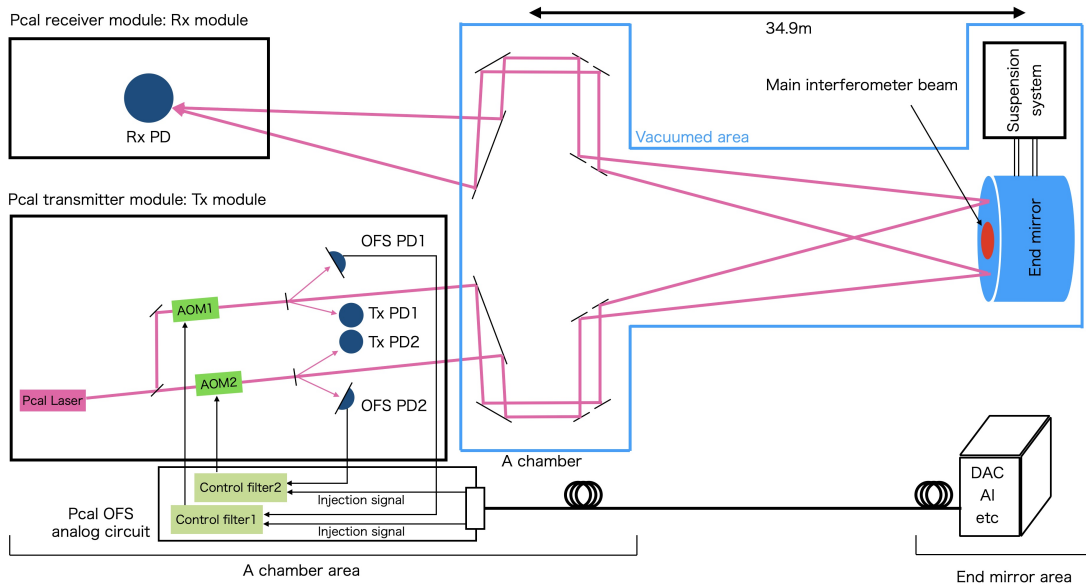 Pcal receiver module: Rx module
34.9m
Rx PD
Main interferometer beam
Suspension
system
Vacuumed area
End mirror
Pcal transmitter module: Tx module
OFS PD1
AOM1
Tx PD1
Tx PD2
AOM2
Pcal Laser
OFS PD2
A chamber
Control filter2
Injection signal
Control filter1
Injection signal
Pcal OFS
analog circuit
DAC
AI
etc
A chamber area
End mirror area